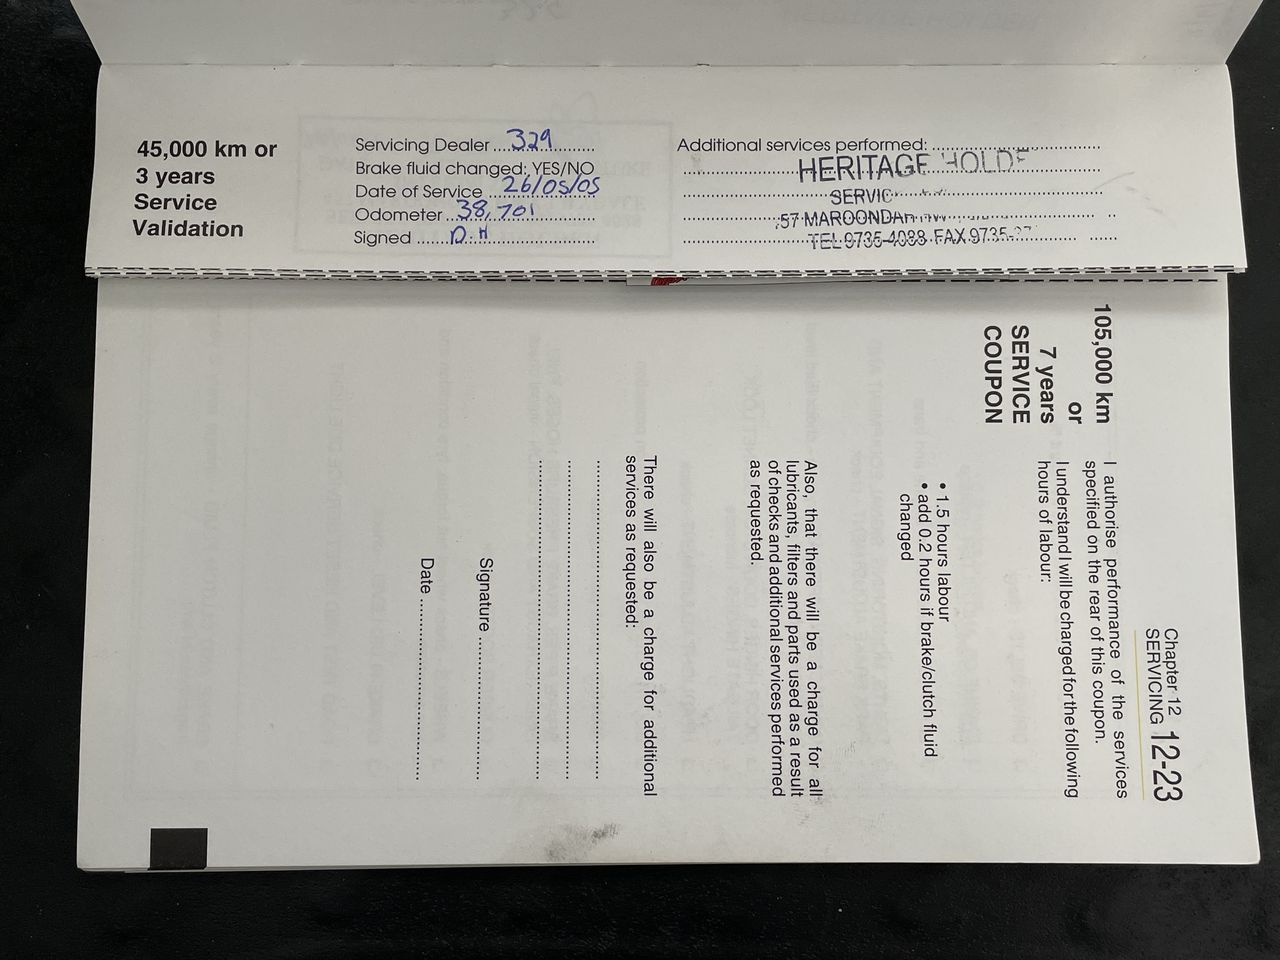 45,000 km or
3 years
Service
Validation
Servicing Dealer ... 329 ..........
Brake fluid changed: YES/NO
Date of Service ... 26/05/05
Odometer ... 38,701 ..............
Signed ...... D.H ......................
Additional services performed: ....................................
HERITAGE
57
TEL 9735-4088 FAX 9735-
Chapter 12
SERVICING 12-23
105,000 km
or
7 years
SERVICE
COUPON
I authorise performance of the services
specified on the rear of this coupon.
I understand I will be charged for the following
hours of labour:
• 1.5 hours labour
• add 0.2 hours if brake/clutch fluid
changed
Also, that there will be a charge for all
lubricants, filters and parts used as a result
of checks and additional services performed
as requested.
There will also be a charge for additional
services as requested:
Signature ....................................
Date ............................................